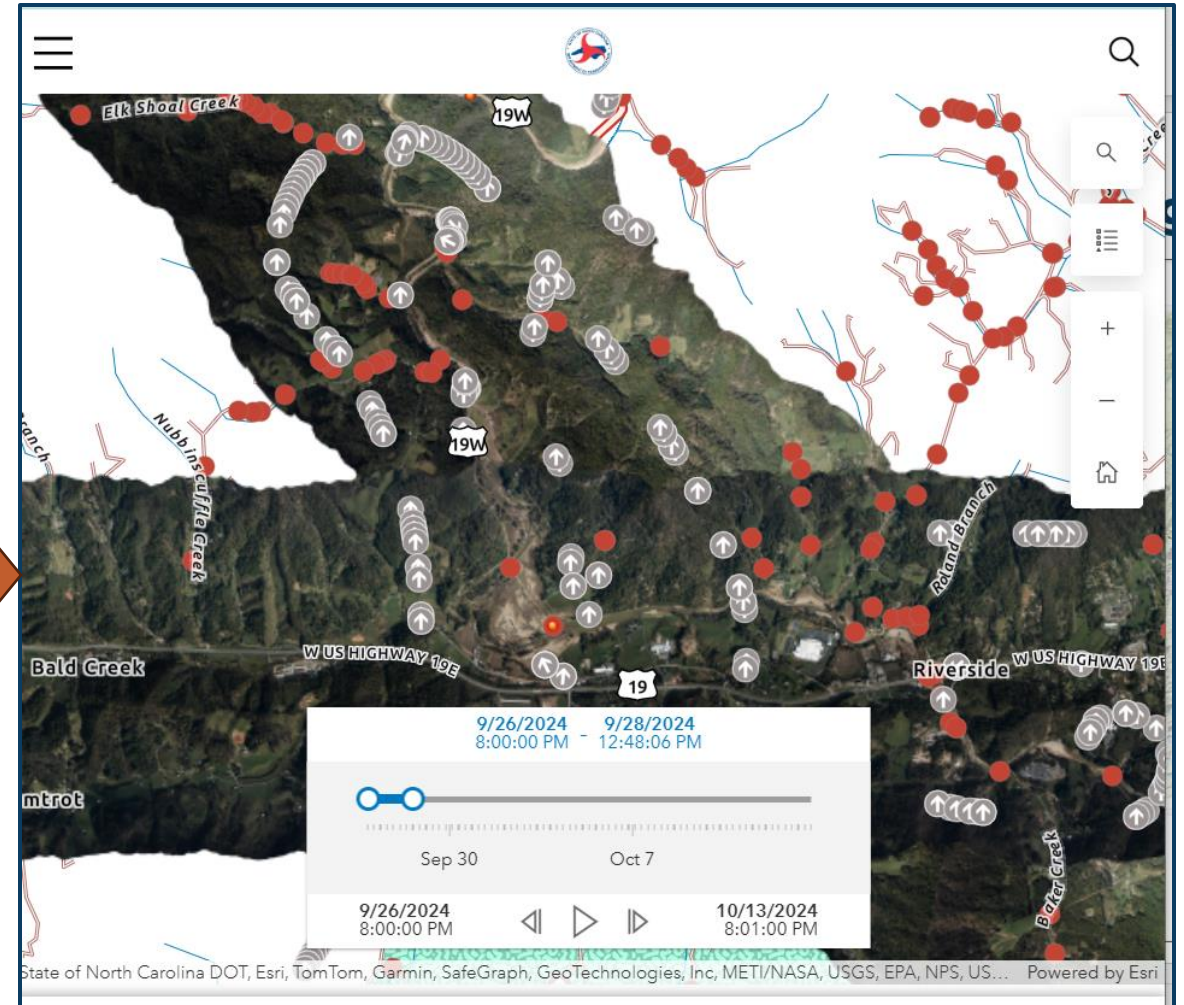 Elk Shoal Creek
19W
Nubbinscuffle Creek
19W
Roland Branch
Bald Creek
W US HIGHWAY 19E
19
Riverside
W US HIGHWAY 19E
9/26/2024 - 9/28/2024
8:00:00 PM 12:48:06 PM
mtrot
Sep 30 Oct 7
9/26/2024 10/13/2024
8:00:00 PM 8:01:00 PM
Baker Creek
State of North Carolina DOT, Esri, TomTom, Garmin, SafeGraph, GeoTechnologies, Inc, METI/NASA, USGS, EPA, NPS, US... Powered by Esri